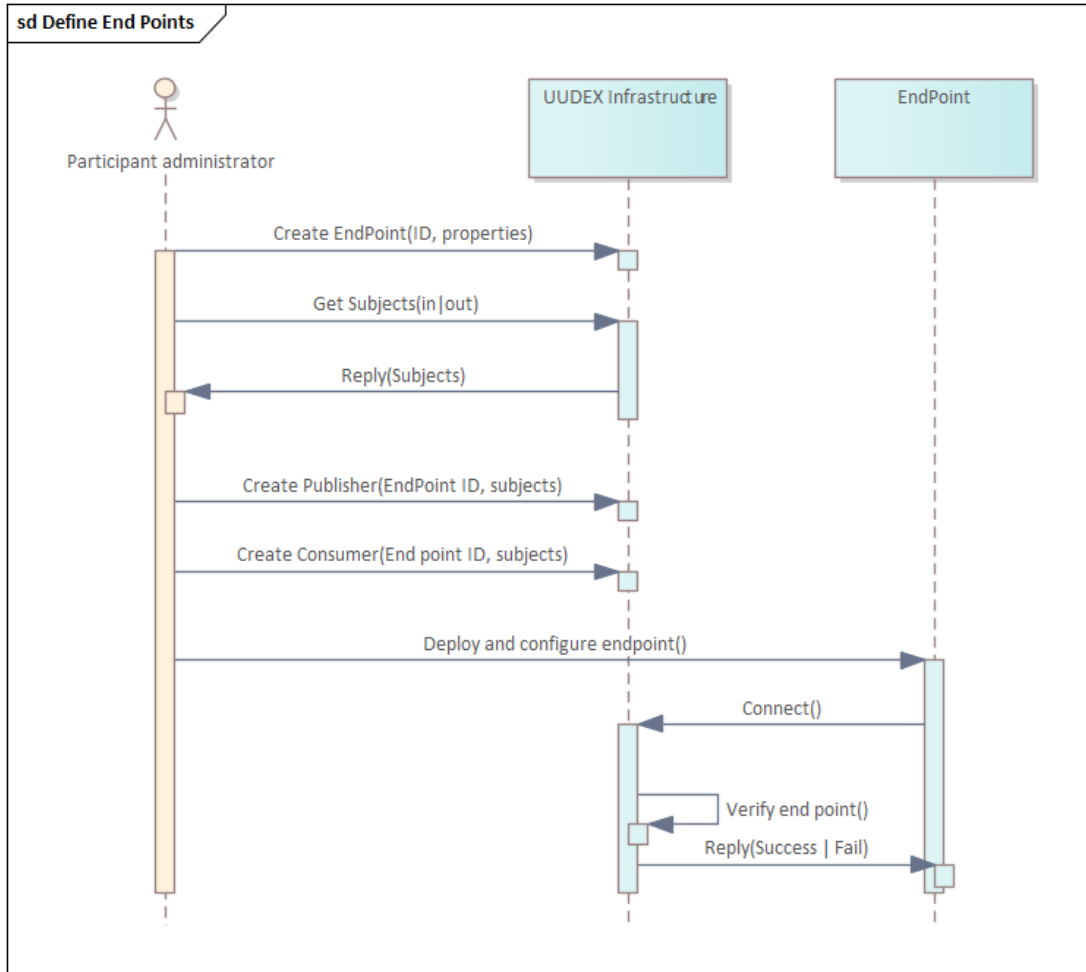 sd Define End Points
UUDEX Infrastructure
EndPoint
Participant administrator
Create EndPoint(ID, properties)
Get Subjects(in|out)
Reply(Subjects)
Create Publisher(EndPoint ID, subjects)
Create Consumer(End point ID, subjects)
Deploy and configure endpoint()
Connect()
Verify end point()
Reply(Success | Fail)